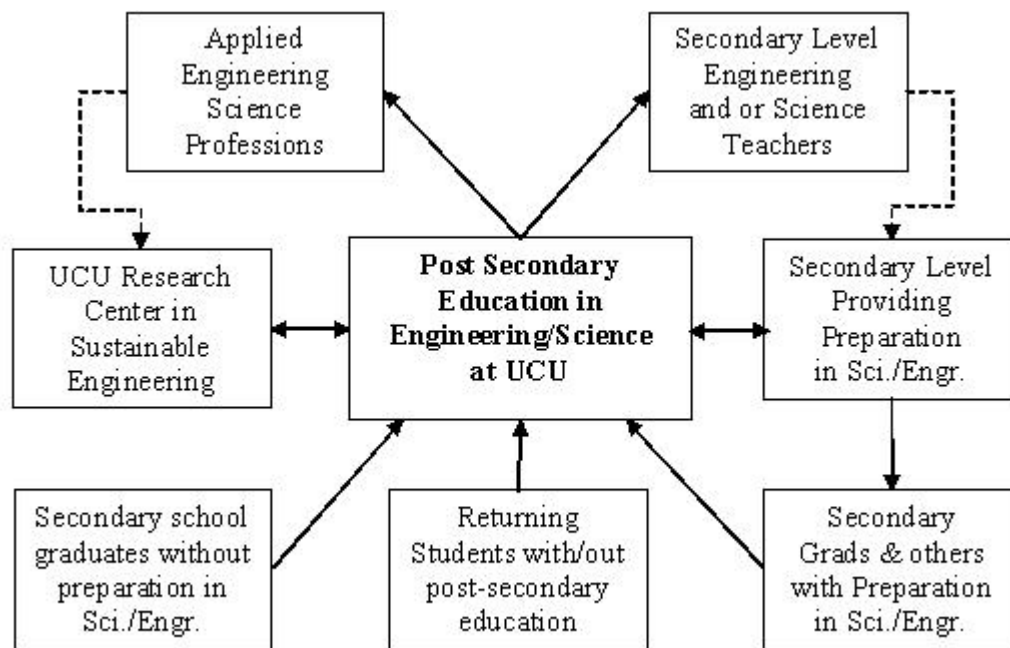 Applied
Engineering
Science
Professions
Secondary Level
Engineering
and or Science
Teachers
UCU Research
Center in
Sustainable
Engineering
Post Secondary
Education in
Engineering/Science
at UCU
Secondary Level
Providing
Preparation
in Sci./Engr.
Secondary school
graduates without
preparation in
Sci./Engr.
Returning
Students with/out
post-secondary
education
Secondary
Grads & others
with Preparation
in Sci./Engr.